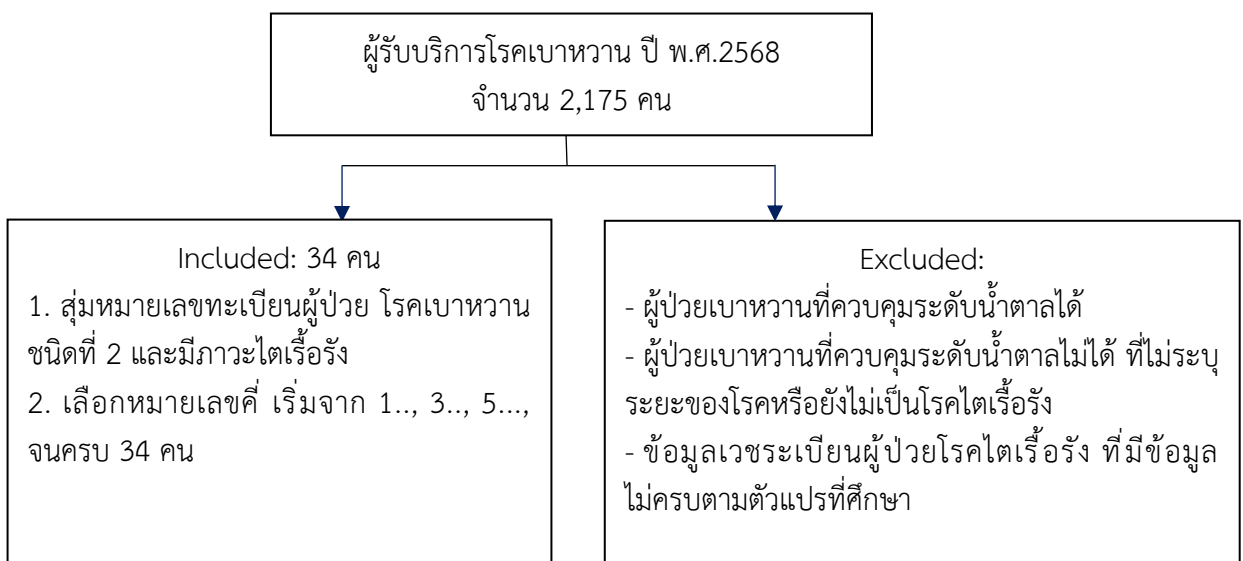 ผู้รับบริการโรคเบาหวาน ปี พ.ศ.2568
จำนวน 2,175 คน
Included: 34 คน
1. สุ่มหมายเลขทะเบียนผู้ป่วย โรคเบาหวาน
ชนิดที่ 2 และมีภาวะไตเรื้อรัง
2. เลือกหมายเลขคี่ เริ่มจาก 1.., 3.., 5...,
จนครบ 34 คน
Excluded:
- ผู้ป่วยเบาหวานที่ควบคุมระดับน้ำตาลได้
- ผู้ป่วยเบาหวานที่ควบคุมระดับน้ำตาลไม่ได้ ที่ไม่ระบุ
ระยะของโรคหรือยังไม่เป็นโรคไตเรื้อรัง
- ข้อมูลเวชระเบียนผู้ป่วยโรคไตเรื้อรัง ที่มีข้อมูล
ไม่ครบตามตัวแปรที่ศึกษา